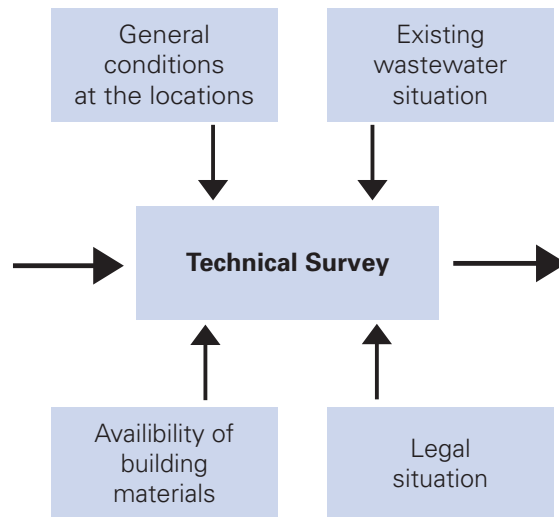 General
conditions
at the locations
Existing
wastewater
situation
Technical Survey
Availibility of
building
materials
Legal
situation